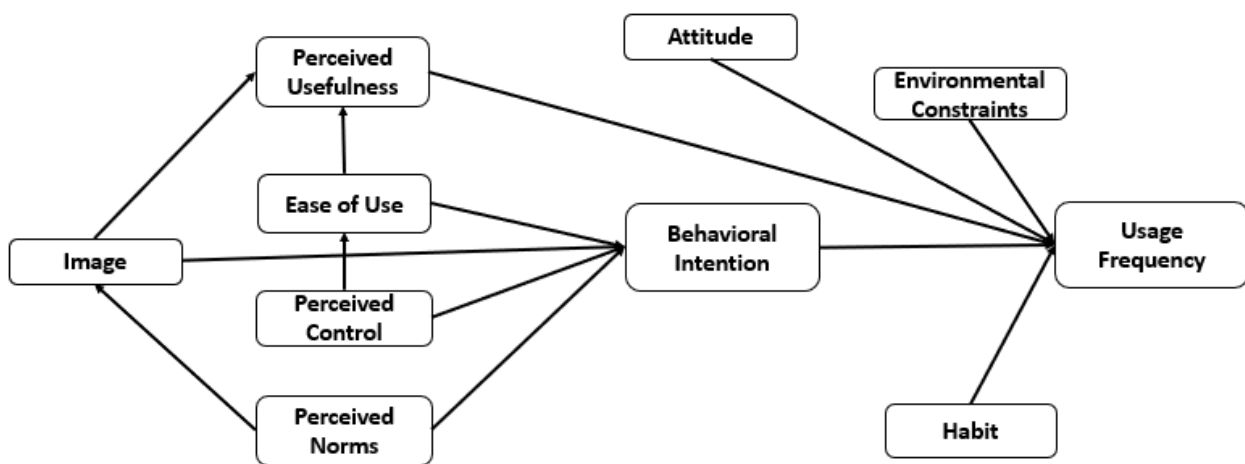 Attitude
Perceived
Usefulness
Environmental
Constraints
Ease of Use
Behavioral
Intention
Usage
Frequency
Image
Perceived
Control
Perceived
Norms
Habit